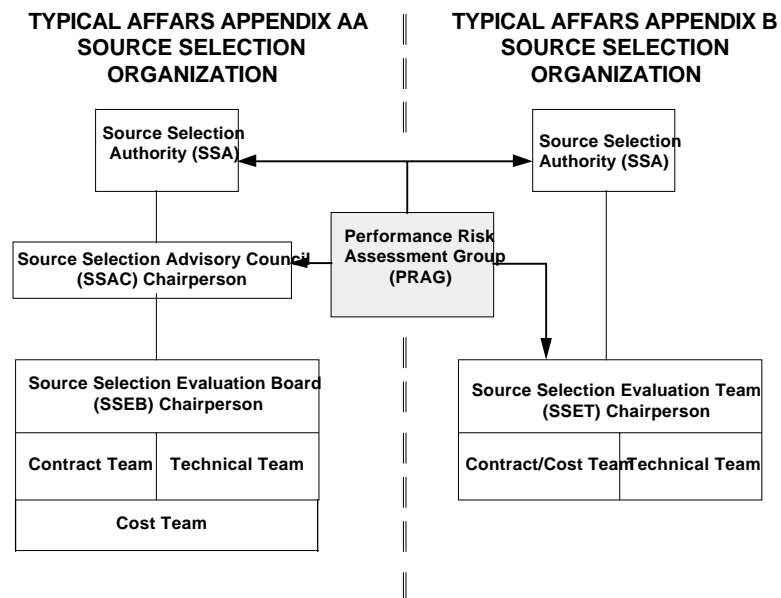 TYPICAL AFFARS APPENDIX AA
SOURCE SELECTION
ORGANIZATION
TYPICAL AFFARS APPENDIX B
SOURCE SELECTION
ORGANIZATION
Source Selection
Authority (SSA)
Source Selection
Authority (SSA)
Performance Risk
Assessment Group
(PRAG)
Source Selection Advisory Council
(SSAC) Chairperson
Source Selection Evaluation Board
(SSEB) Chairperson
Contract Team
Technical Team
Cost Team
Source Selection Evaluation Team
(SSET) Chairperson
Contract/Cost Team
Technical Team